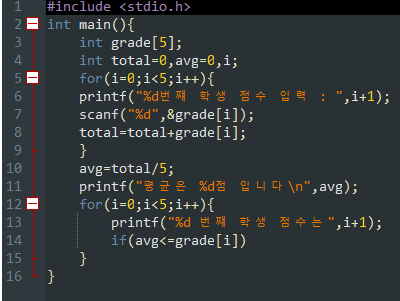 1 #include <stdio.h>
2 int main(){
3 int grade[5];
4 int total=0,avg=0,i;
5 for(i=0;i<5;i++){
6 printf("%d번째 학생 점수 입력 : ",i+1);
7 scanf("%d",&grade[i]);
8 total=total+grade[i];
9 }
10 avg=total/5;
11 printf("평균은 %d점 입니다\n",avg);
12 for(i=0;i<5;i++){
13 printf("%d 번째 학생 점수는",i+1);
14 if(avg<=grade[i])
15 }
16 }